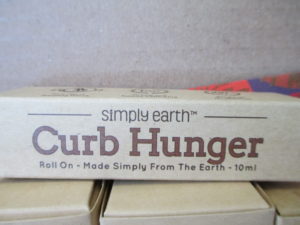 simply earth™
Curb Hunger
Roll On - Made Simply From The Earth - 10ml